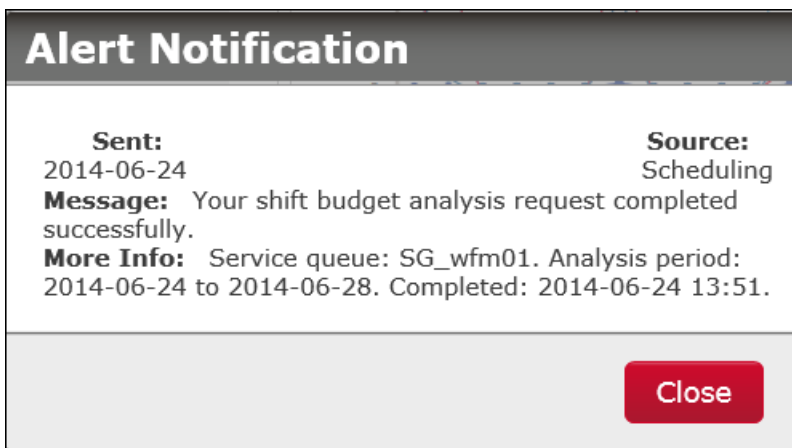 Alert Notification
Sent: Source:
2014-06-24 Scheduling
Message: Your shift budget analysis request completed
successfully.
More Info: Service queue: SG_wfm01. Analysis period:
2014-06-24 to 2014-06-28. Completed: 2014-06-24 13:51.
Close